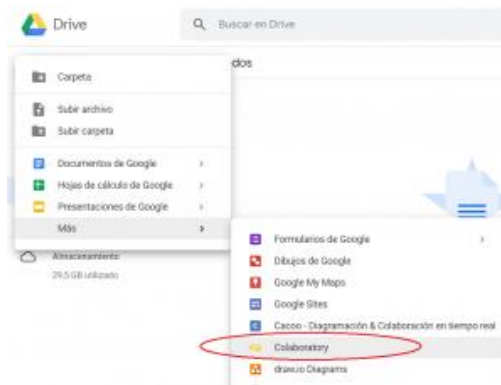 Drive
Buscar en Drive
dos
Carpeta
Subir archivo
Subir carpeta
Documentos de Google
Hojas de cálculo de Google
Presentaciones de Google
Más
Almacenamiento
29,5 GB utilizado
Formularios de Google
Dibujos de Google
Google My Maps
Google Sites
Cacoo - Diagramación & Colaboración en tiempo real
Colaboratory
draw.io Diagrams